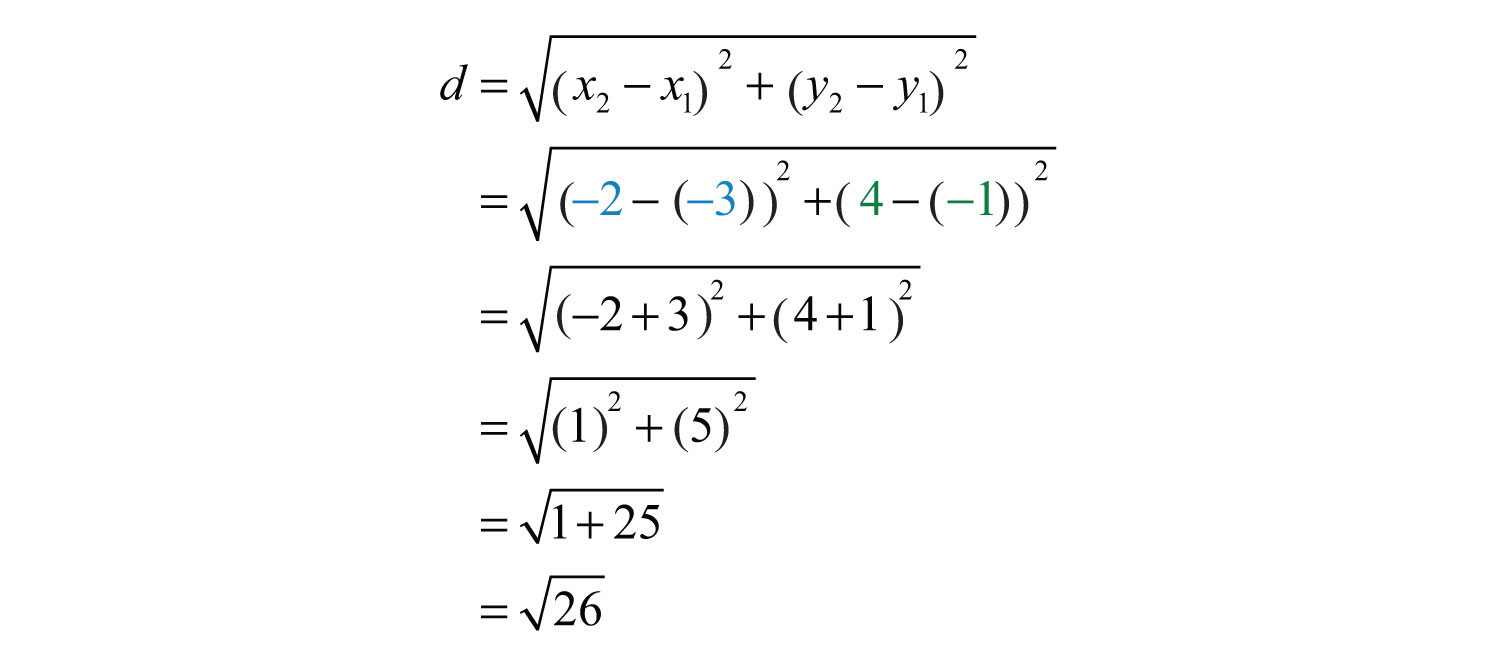 d = √(x₂ − x₁)² + (y₂ − y₁)²
= √(−2 − (−3))² + (4 − (−1))²
= √(−2 + 3)² + (4 + 1)²
= √(1)² + (5)²
= √1 + 25
= √26